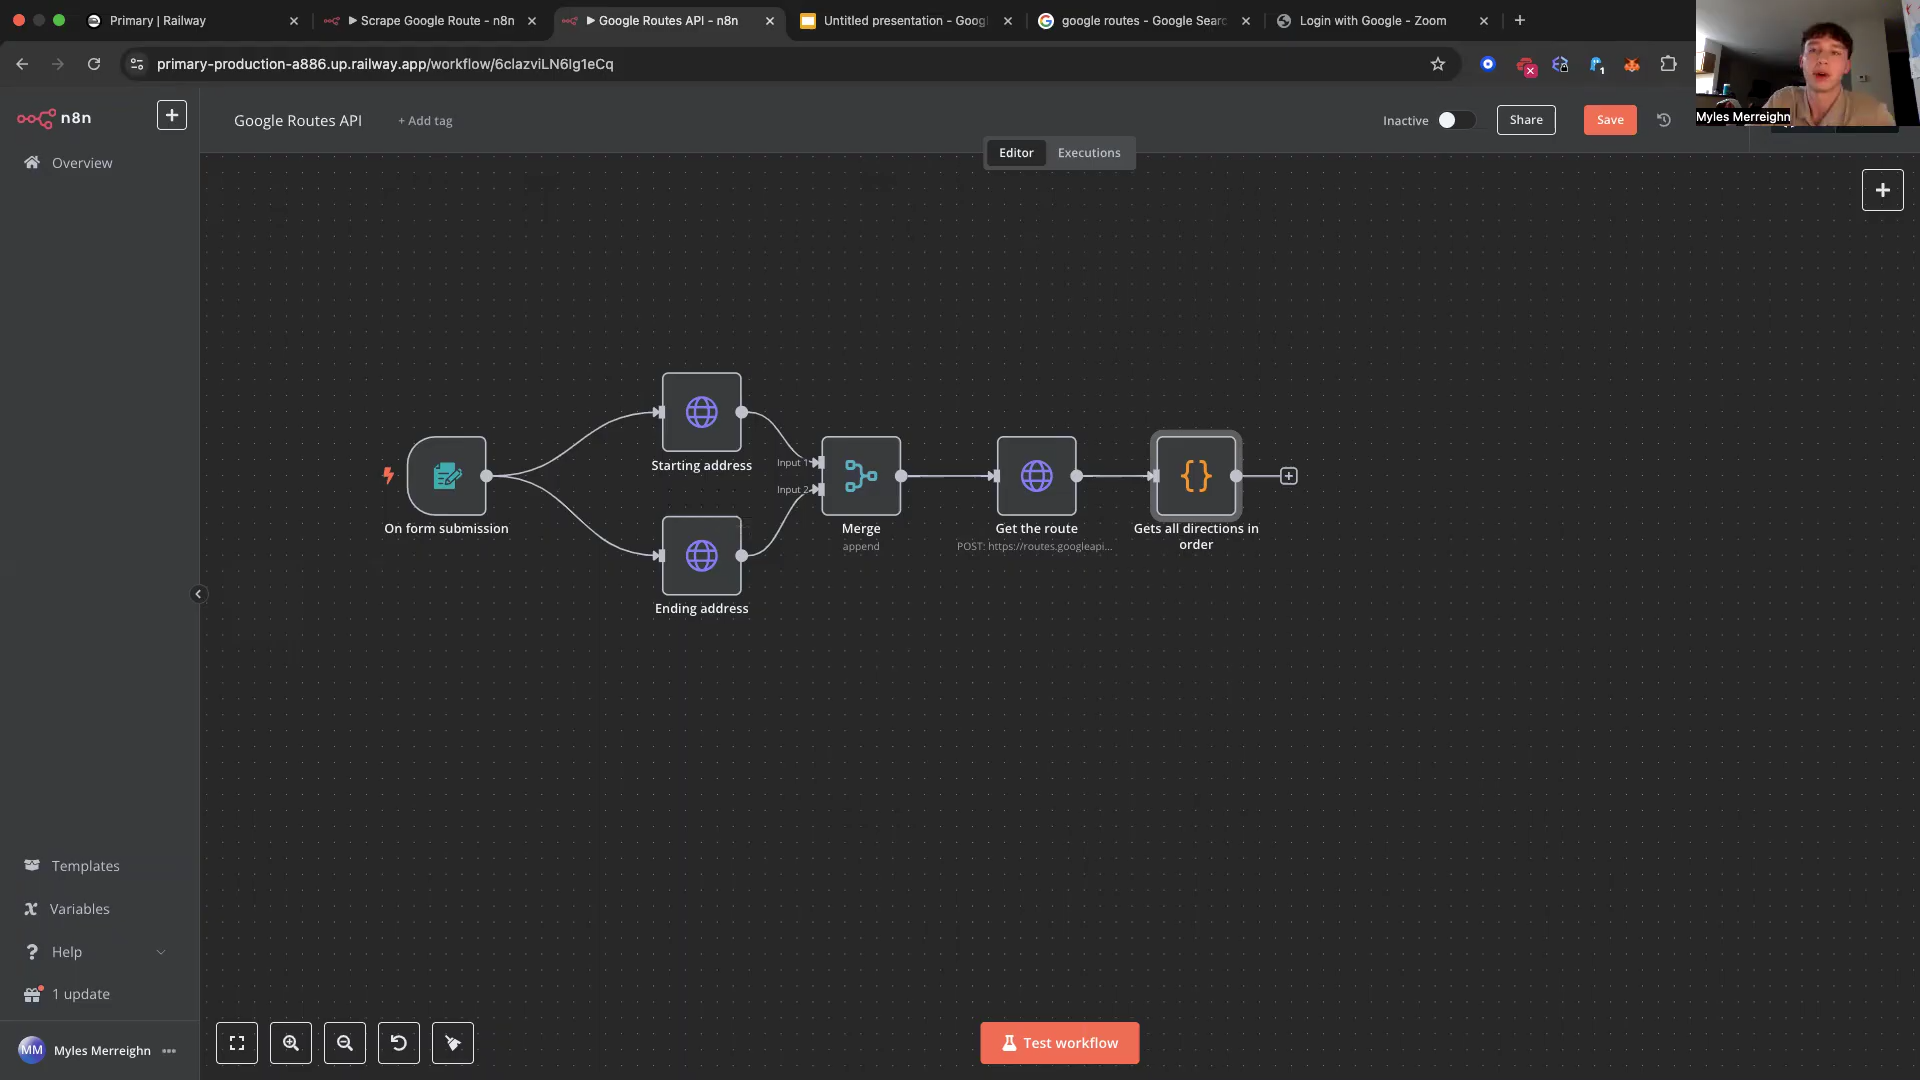 Primary | Railway
Scrape Google Route - n8n
Google Routes API - n8n
Untitled presentation - Googl
google routes - Google Searc
Login with Google - Zoom
primary-production-a886.up.railway.app/workflow/6clazviLN6lg1eCq
1
Myles Merreighn
n8n
Google Routes API
+ Add tag
Inactive
Share
Save
Editor
Executions
Overview
Starting address
Input 1
Input 2
On form submission
Merge
append
Get the route
POST: https://routes.googleapi...
Gets all directions in
order
Ending address
Templates
Variables
Help
1 update
MM
Myles Merreighn
Test workflow